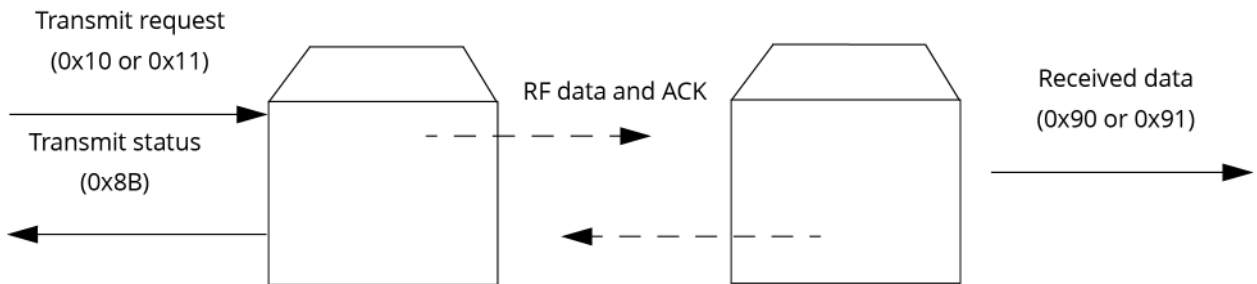 Transmit request
(0x10 or 0x11)
Transmit status
(0x8B)
RF data and ACK
Received data
(0x90 or 0x91)